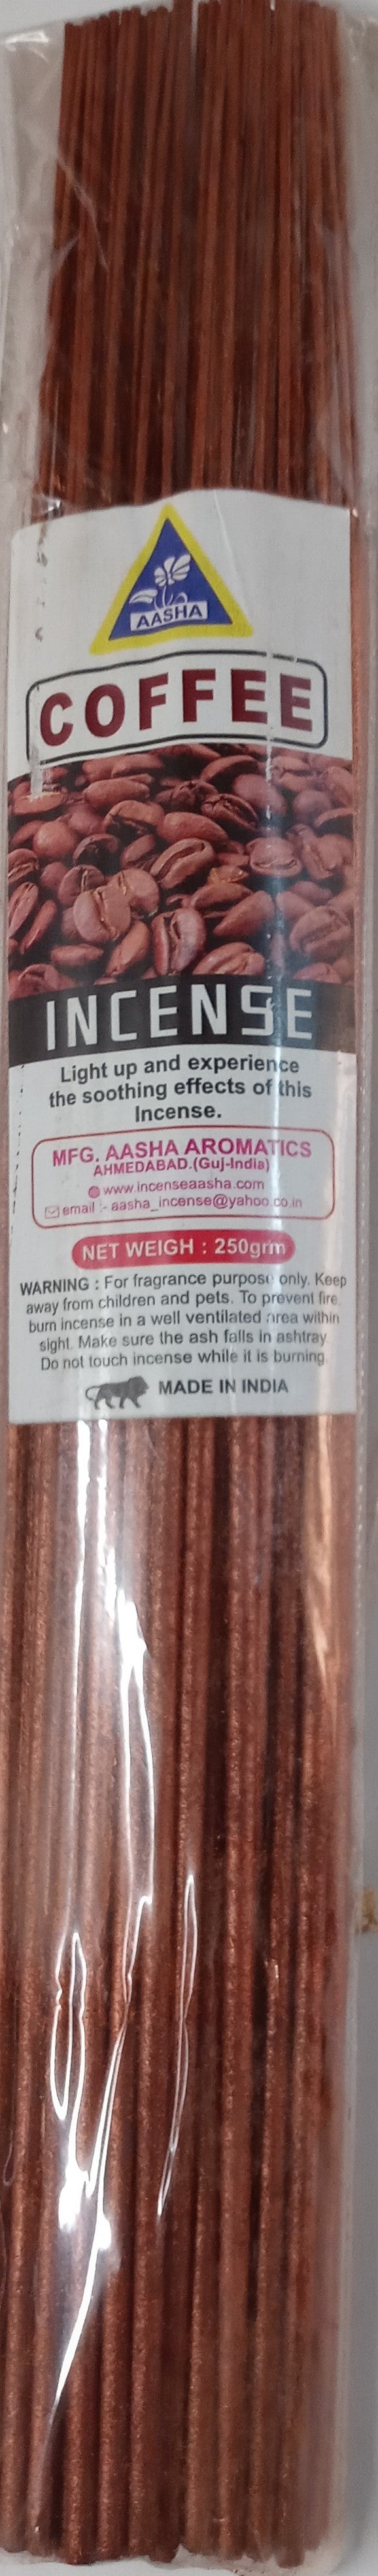 AASHA
COFFEE
INCENSE
Light up and experience
the soothing effects of this
Incense.
MFG. AASHA AROMATICS
AHMEDABAD.(Guj-India)
www.incenseaasha.com
email :- aasha_incense@yahoo.co.in
NET WEIGH : 250grm
WARNING : For fragrance purpose only. Keep
away from children and pets. To prevent fire,
burn incense in a well ventilated area within
sight. Make sure the ash falls in ashtray.
Do not touch incense while it is burning.
MADE IN INDIA